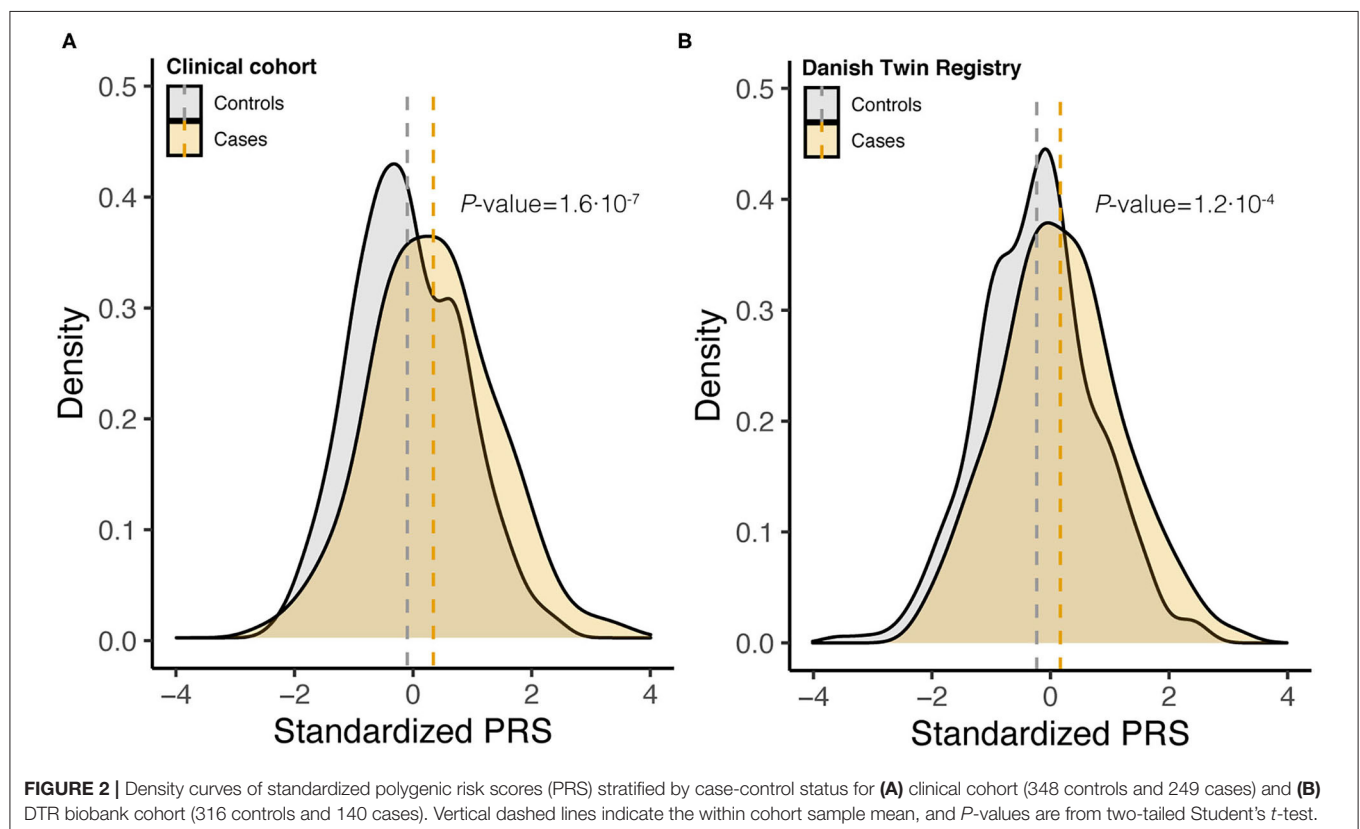 A
Clinical cohort
Controls
Cases
P-value=1.6·10-7
0.5
0.4
0.3
0.2
0.1
0.0
Density
−4
−2
0
2
4
Standardized PRS
B
Danish Twin Registry
Controls
Cases
P-value=1.2·10-4
0.5
0.4
0.3
0.2
0.1
0.0
Density
−4
−2
0
2
4
Standardized PRS
FIGURE 2 | Density curves of standardized polygenic risk scores (PRS) stratified by case-control status for (A) clinical cohort (348 controls and 249 cases) and (B)
DTR biobank cohort (316 controls and 140 cases). Vertical dashed lines indicate the within cohort sample mean, and P-values are from two-tailed Student's t-test.